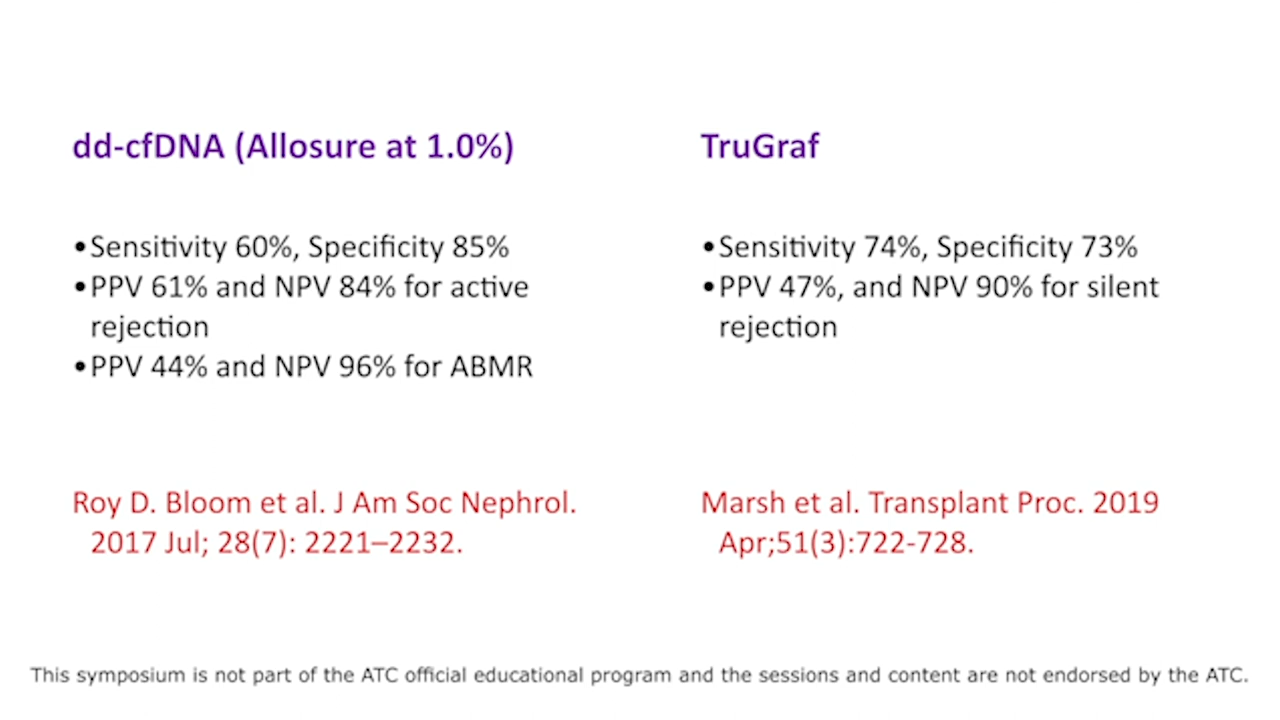 dd-cfDNA (Allosure at 1.0%)
•Sensitivity 60%, Specificity 85%
•PPV 61% and NPV 84% for active
rejection
•PPV 44% and NPV 96% for ABMR
Roy D. Bloom et al. J Am Soc Nephrol.
2017 Jul; 28(7): 2221–2232.
TruGraf
•Sensitivity 74%, Specificity 73%
•PPV 47%, and NPV 90% for silent
rejection
Marsh et al. Transplant Proc. 2019
Apr;51(3):722-728.
This symposium is not part of the ATC official educational program and the sessions and content are not endorsed by the ATC.